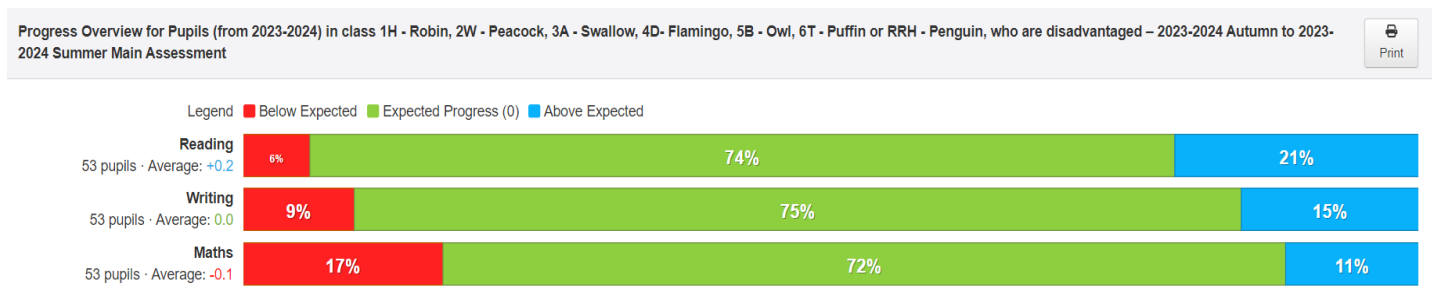 Progress Overview for Pupils (from 2023-2024) in class 1H - Robin, 2W - Peacock, 3A - Swallow, 4D- Flamingo, 5B - Owl, 6T - Puffin or RRH - Penguin, who are disadvantaged – 2023-2024 Autumn to 2023-
2024 Summer Main Assessment
Print
Legend Below Expected Expected Progress (0) Above Expected
Reading
53 pupils · Average: +0.2
6% 74% 21%
Writing
53 pupils · Average: 0.0
9% 75% 15%
Maths
53 pupils · Average: -0.1
17% 72% 11%